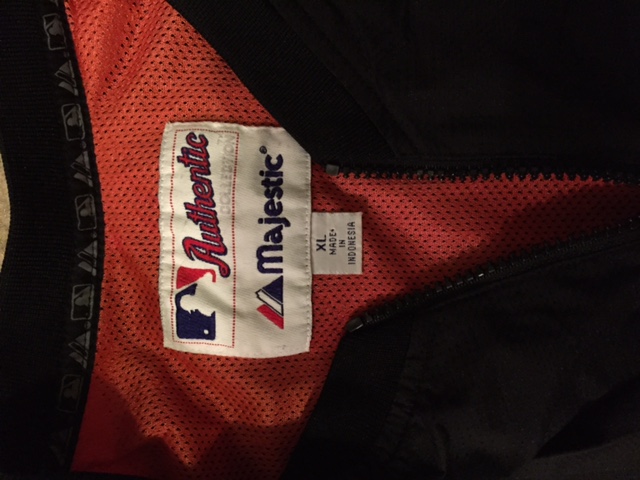 Authentic
COLLECTION
Majestic®
XL
MADE
IN
INDONESIA